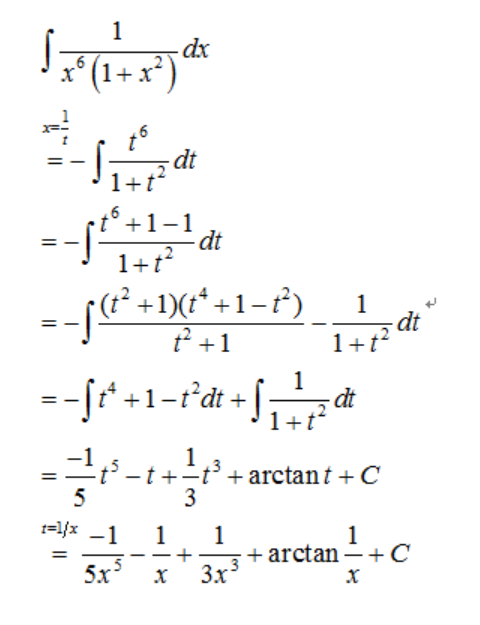 ∫ 1/(x⁶(1+x²)) dx
x=1/t = −∫ t⁶/(1+t²) dt
= −∫ (t⁶+1−1)/(1+t²) dt
= −∫ (t²+1)(t⁴+1−t²)/(t²+1) − 1/(1+t²) dt ↵
= −∫ t⁴+1−t²dt + ∫ 1/(1+t²) dt
= −1/5 t⁵ − t + 1/3 t³ + arctan t + C
t=1/x = −1/(5x⁵) − 1/x + 1/(3x³) + arctan 1/x + C